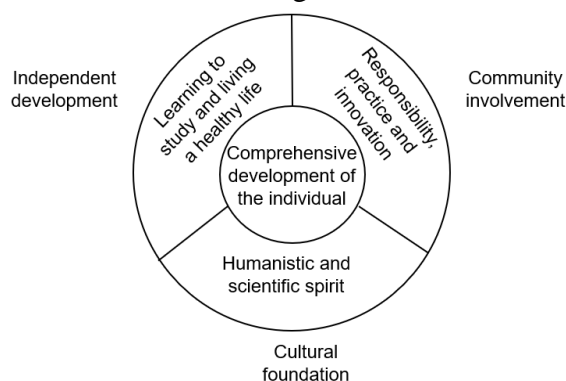 Independent
development
Learning to
study and living
a healthy life
Responsibility,
practice and
innovation
Community
involvement
Comprehensive
development of
the individual
Humanistic and
scientific spirit
Cultural
foundation